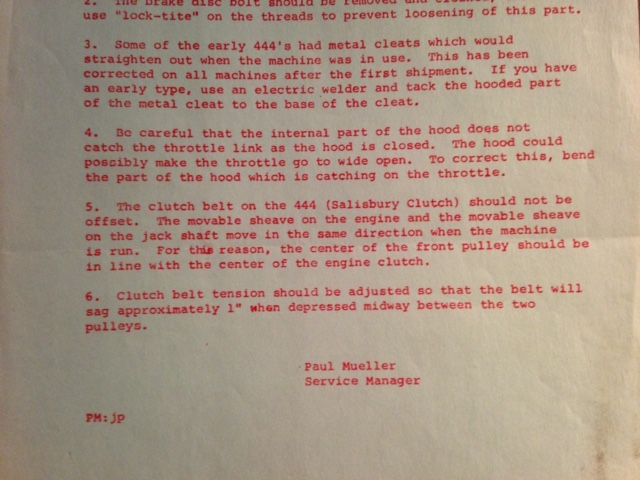 2. The brake disc bolt should be removed and cleaned,
use "lock-tite" on the threads to prevent loosening of this part.
3. Some of the early 444's had metal cleats which would
straighten out when the machine was in use. This has been
corrected on all machines after the first shipment. If you have
an early type, use an electric welder and tack the hooded part
of the metal cleat to the base of the cleat.
4. Be careful that the internal part of the hood does not
catch the throttle link as the hood is closed. The hood could
possibly make the throttle go to wide open. To correct this, bend
the part of the hood which is catching on the throttle.
5. The clutch belt on the 444 (Salisbury Clutch) should not be
offset. The movable sheave on the engine and the movable sheave
on the jack shaft move in the same direction when the machine
is run. For this reason, the center of the front pulley should be
in line with the center of the engine clutch.
6. Clutch belt tension should be adjusted so that the belt will
sag approximately 1" when depressed midway between the two
pulleys.
Paul Mueller
Service Manager
PM:jp